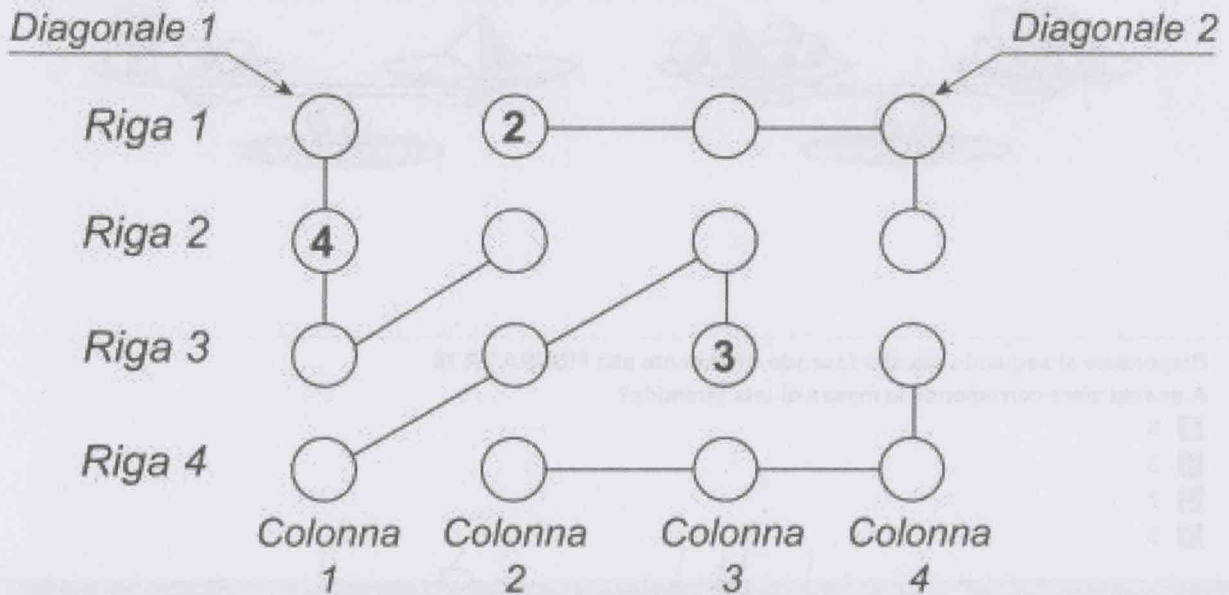 Diagonale 1
Diagonale 2
Riga 1
2
Riga 2
4
Riga 3
3
Riga 4
Colonna 1
Colonna 2
Colonna 3
Colonna 4